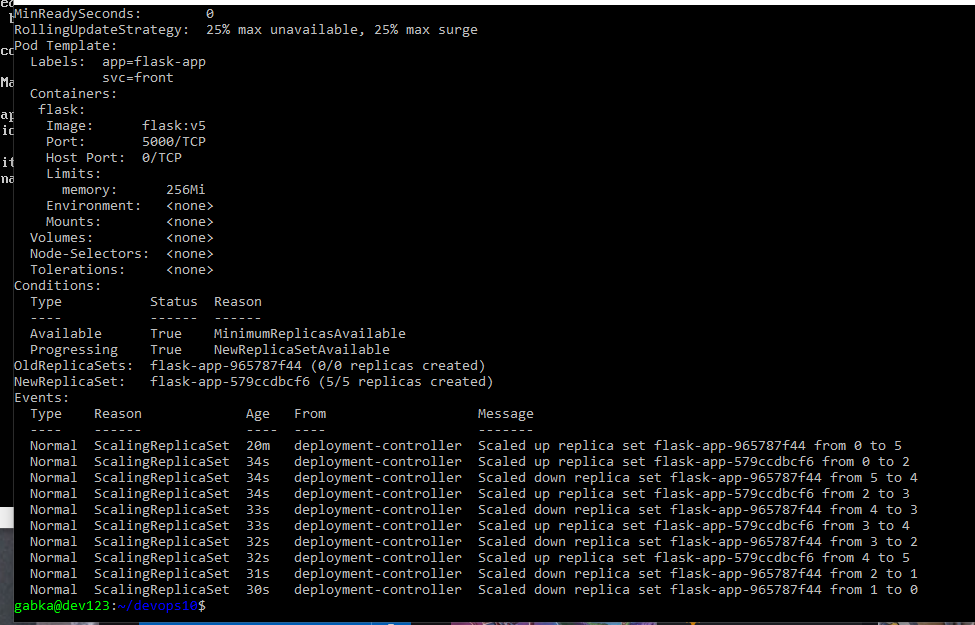 MinReadySeconds:        0
RollingUpdateStrategy:  25% max unavailable, 25% max surge
Pod Template:
  Labels:  app=flask-app
           svc=front
  Containers:
   flask:
    Image:      flask:v5
    Port:       5000/TCP
    Host Port:  0/TCP
    Limits:
      memory:     256Mi
    Environment:   <none>
    Mounts:        <none>
  Volumes:         <none>
  Node-Selectors:  <none>
  Tolerations:     <none>
Conditions:
  Type           Status  Reason
  ----           ------  ------
  Available      True    MinimumReplicasAvailable
  Progressing    True    NewReplicaSetAvailable
OldReplicaSets:  flask-app-965787f44 (0/0 replicas created)
NewReplicaSet:   flask-app-579ccdbcf6 (5/5 replicas created)
Events:
  Type    Reason             Age   From                   Message
  ----    ------             ----  ----                   -------
  Normal  ScalingReplicaSet  20m   deployment-controller  Scaled up replica set flask-app-965787f44 from 0 to 5
  Normal  ScalingReplicaSet  34s   deployment-controller  Scaled up replica set flask-app-579ccdbcf6 from 0 to 2
  Normal  ScalingReplicaSet  34s   deployment-controller  Scaled down replica set flask-app-965787f44 from 5 to 4
  Normal  ScalingReplicaSet  34s   deployment-controller  Scaled up replica set flask-app-579ccdbcf6 from 2 to 3
  Normal  ScalingReplicaSet  33s   deployment-controller  Scaled down replica set flask-app-965787f44 from 4 to 3
  Normal  ScalingReplicaSet  33s   deployment-controller  Scaled up replica set flask-app-579ccdbcf6 from 3 to 4
  Normal  ScalingReplicaSet  32s   deployment-controller  Scaled down replica set flask-app-965787f44 from 3 to 2
  Normal  ScalingReplicaSet  32s   deployment-controller  Scaled up replica set flask-app-579ccdbcf6 from 4 to 5
  Normal  ScalingReplicaSet  31s   deployment-controller  Scaled down replica set flask-app-965787f44 from 2 to 1
  Normal  ScalingReplicaSet  30s   deployment-controller  Scaled down replica set flask-app-965787f44 from 1 to 0
gabka@dev123:~/devops10$